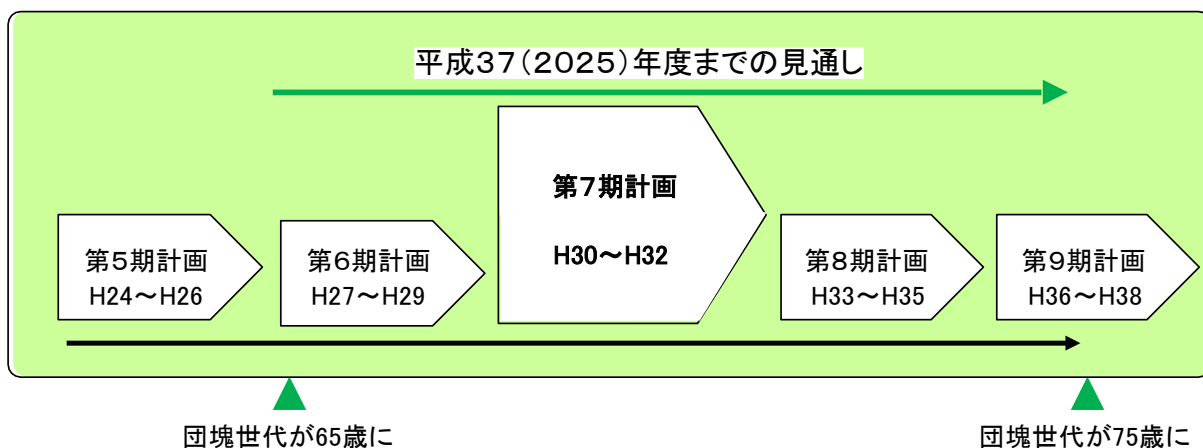 平成37(2025)年度までの見通し
第5期計画
H24~H26
第6期計画
H27~H29
第7期計画
H30~H32
第8期計画
H33~H35
第9期計画
H36~H38
団塊世代が65歳に
団塊世代が75歳に